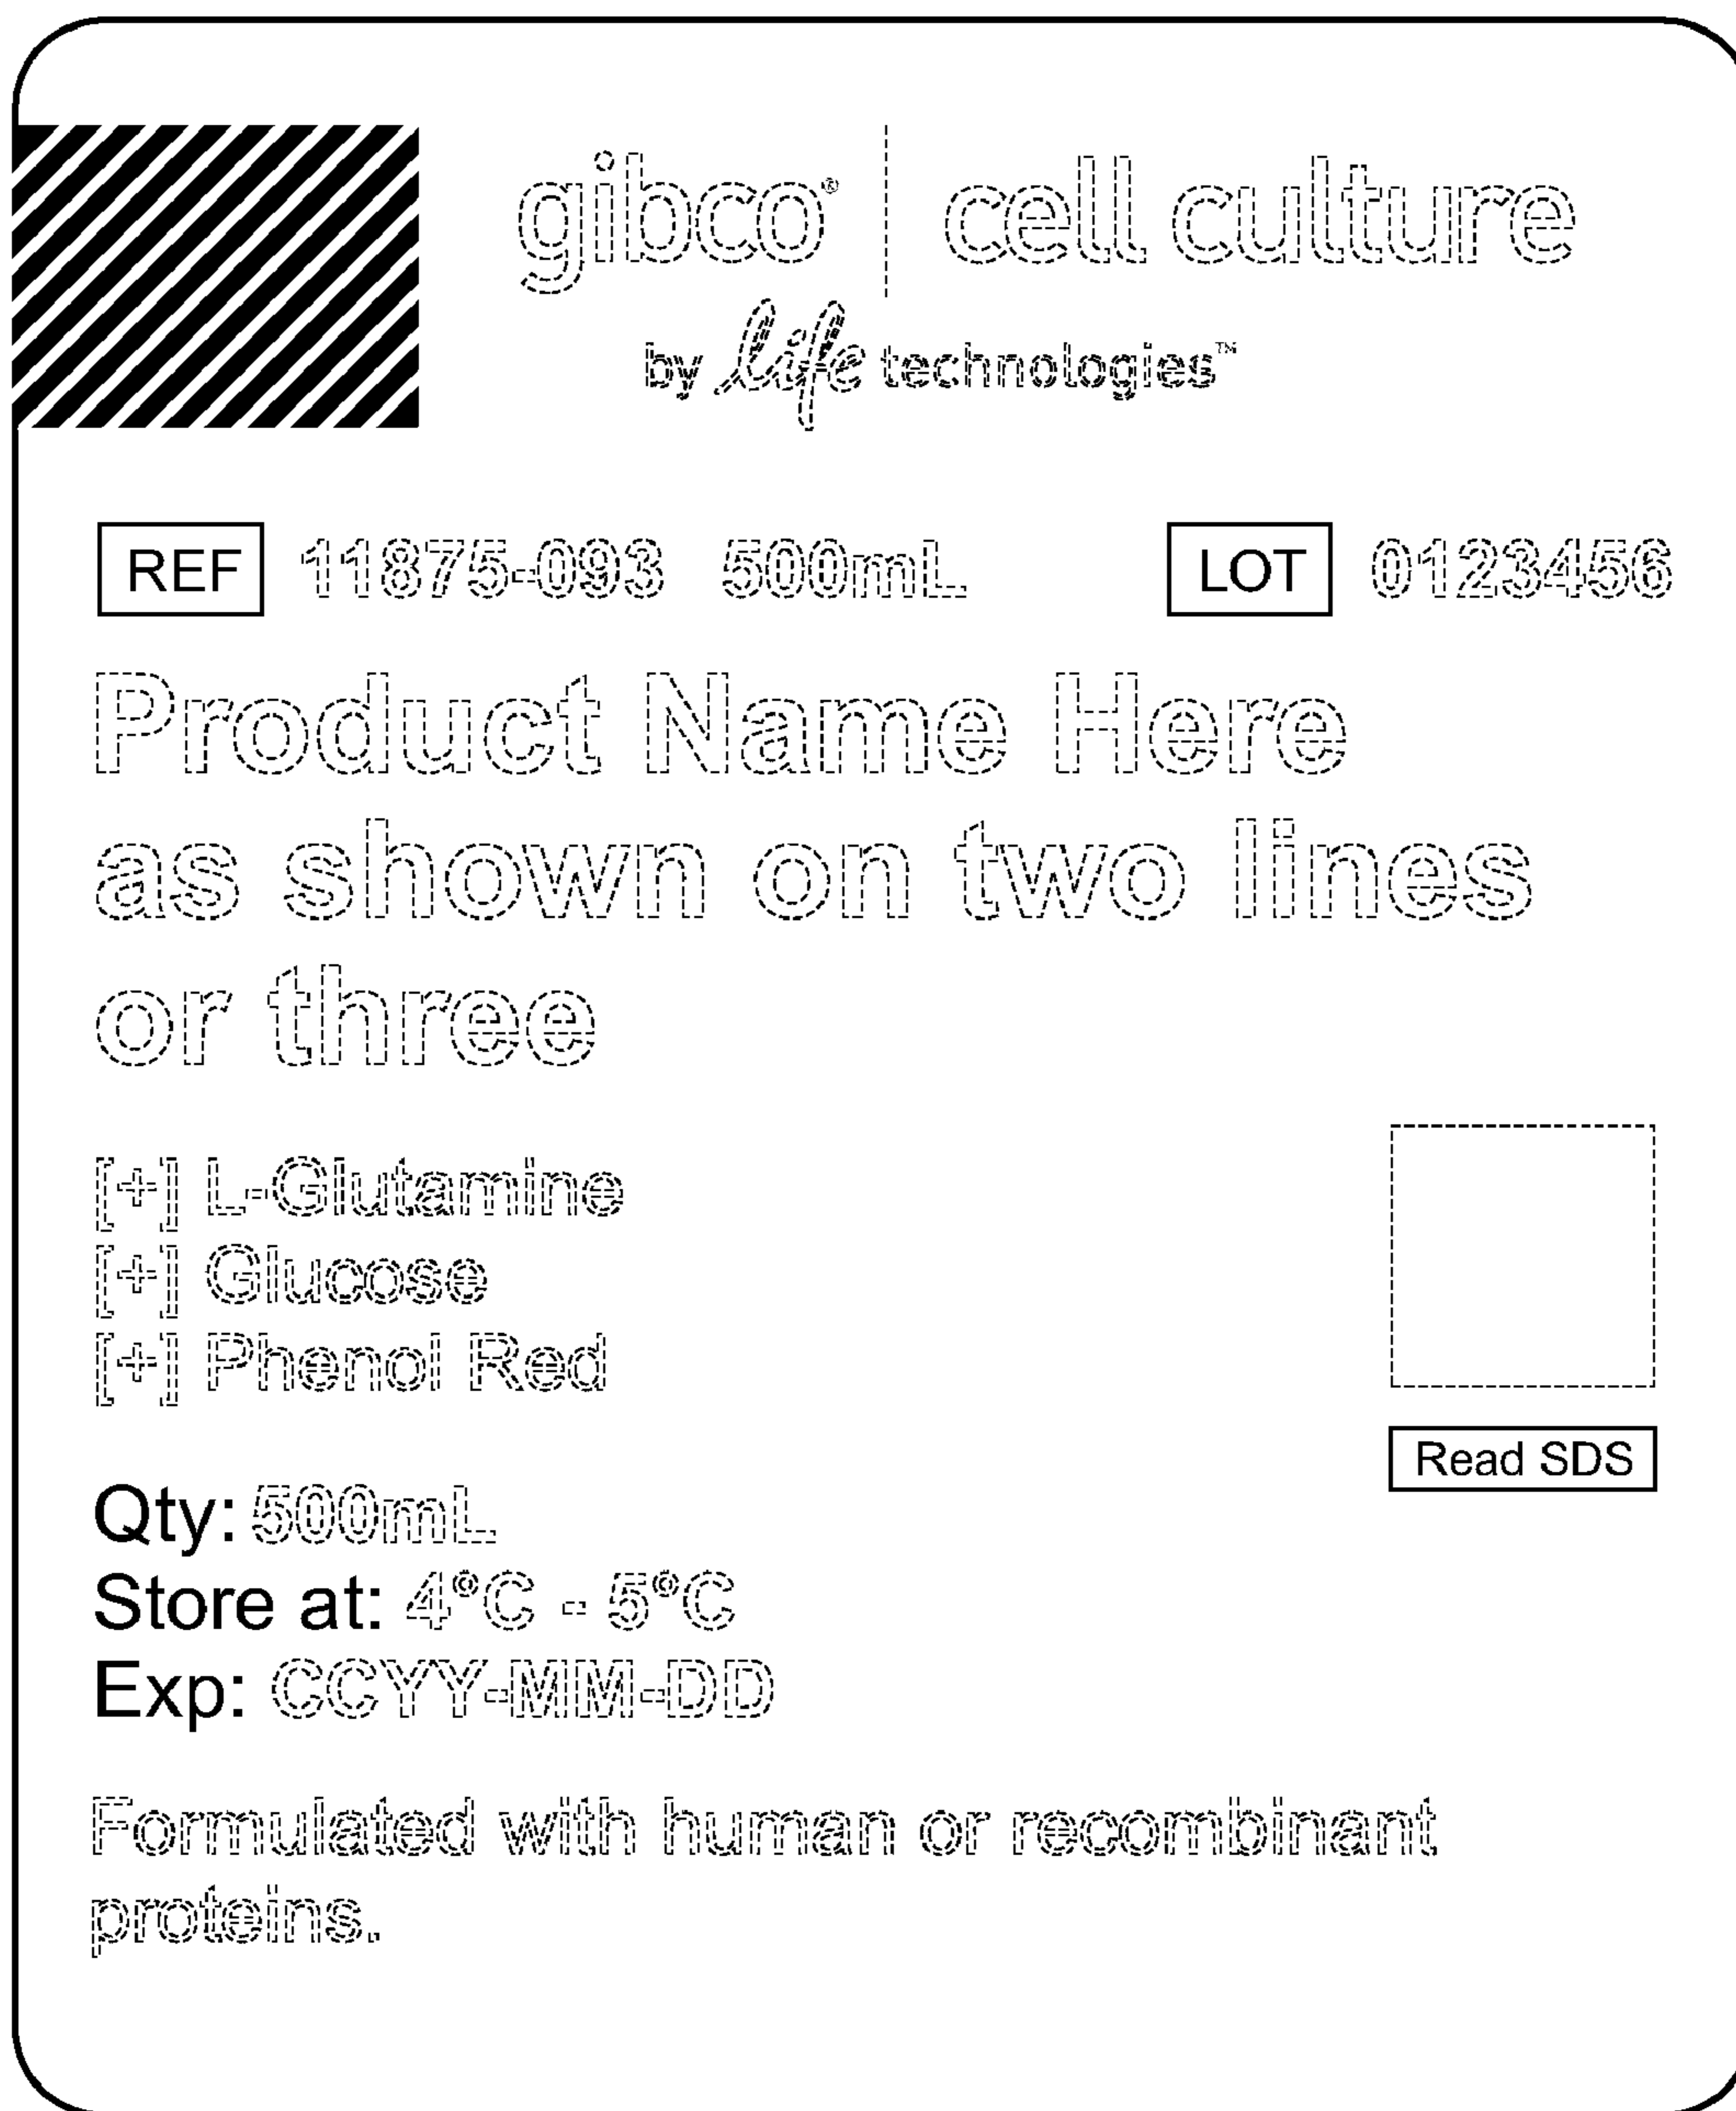 gibco® | cell culture
by life technologies™
REF 11875-093 500mL LOT 0123456
Product Name Here
as shown on two lines
or three
[+] L-Glutamine
[+] Glucose
[+] Phenol Red
Read SDS
Qty: 500mL
Store at: 4°C - 5°C
Exp: CCYY-MM-DD
Formulated with human or recombinant
proteins.